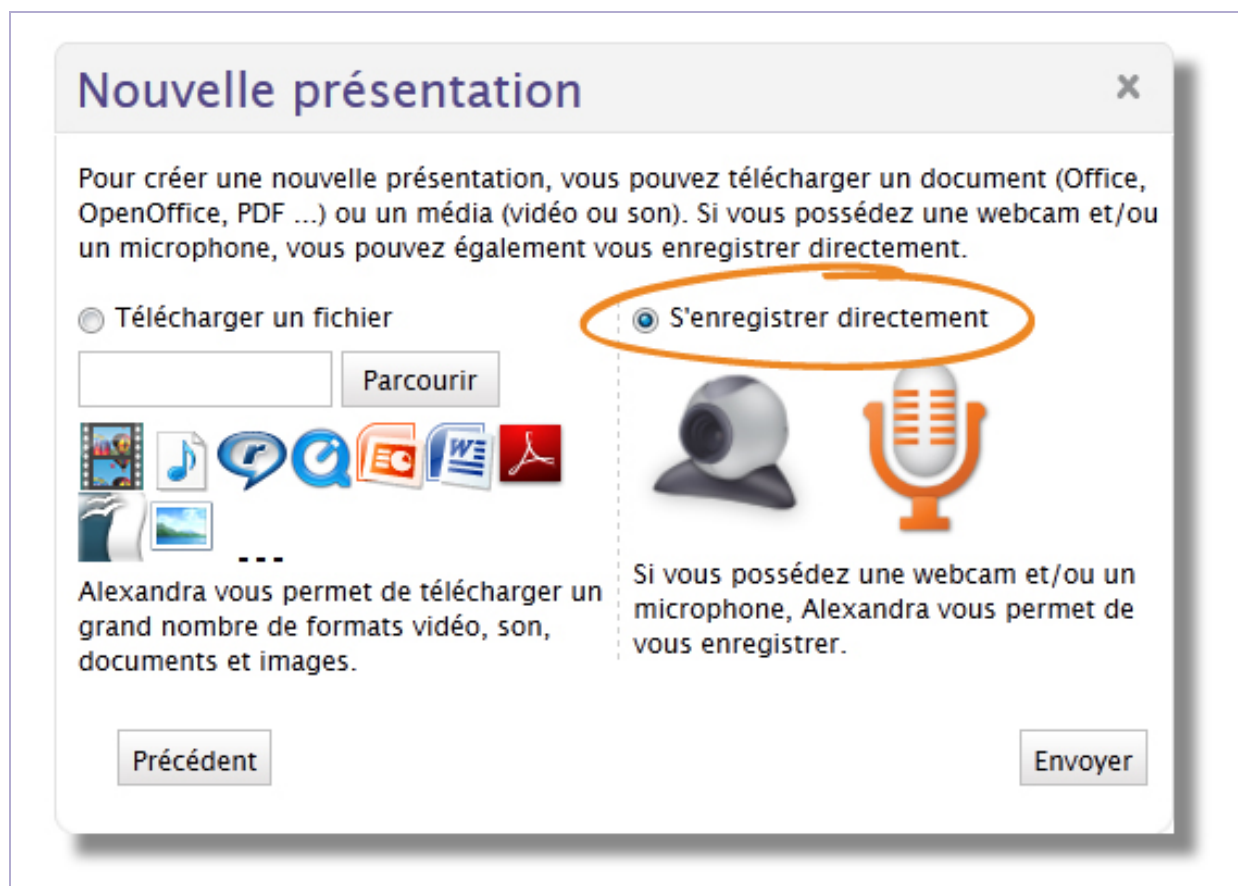 Nouvelle présentation
Pour créer une nouvelle présentation, vous pouvez télécharger un document (Office,
OpenOffice, PDF ...) ou un média (vidéo ou son). Si vous possédez une webcam et/ou
un microphone, vous pouvez également vous enregistrer directement.
Télécharger un fichier
Parcourir
Alexandra vous permet de télécharger un
grand nombre de formats vidéo, son,
documents et images.
S'enregistrer directement
Si vous possédez une webcam et/ou un
microphone, Alexandra vous permet de
vous enregistrer.
Précédent
Envoyer